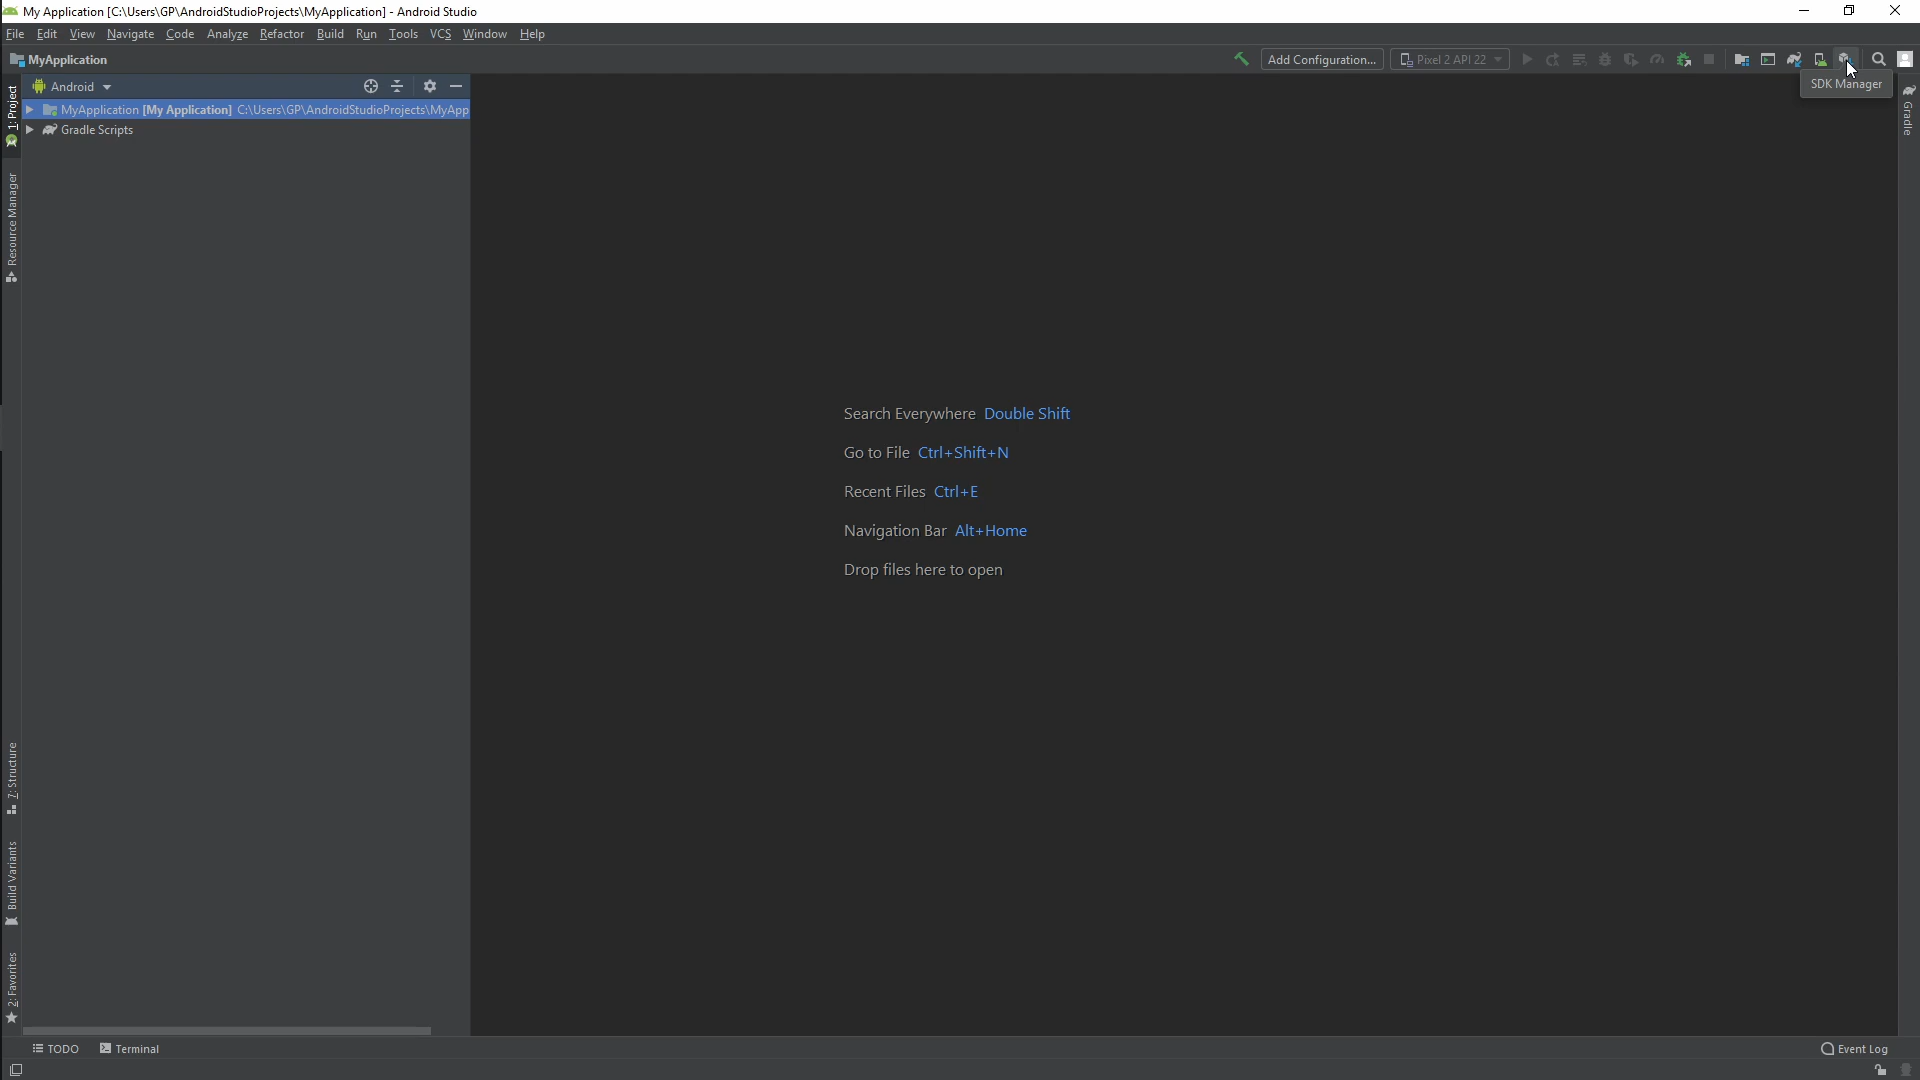 My Application [C:\Users\GP\AndroidStudioProjects\MyApplication] - Android Studio
File Edit View Navigate Code Analyze Refactor Build Run Tools VCS Window Help
MyApplication
Add Configuration...
Pixel 2 API 22
SDK Manager
Android
1: Project
MyApplication [My Application] C:\Users\GP\AndroidStudioProjects\MyApp
Gradle Scripts
Gradle
Resource Manager
Search Everywhere Double Shift
Go to File Ctrl+Shift+N
Recent Files Ctrl+E
Navigation Bar Alt+Home
Drop files here to open
7: Structure
Build Variants
2: Favorites
TODO
Terminal
Event Log